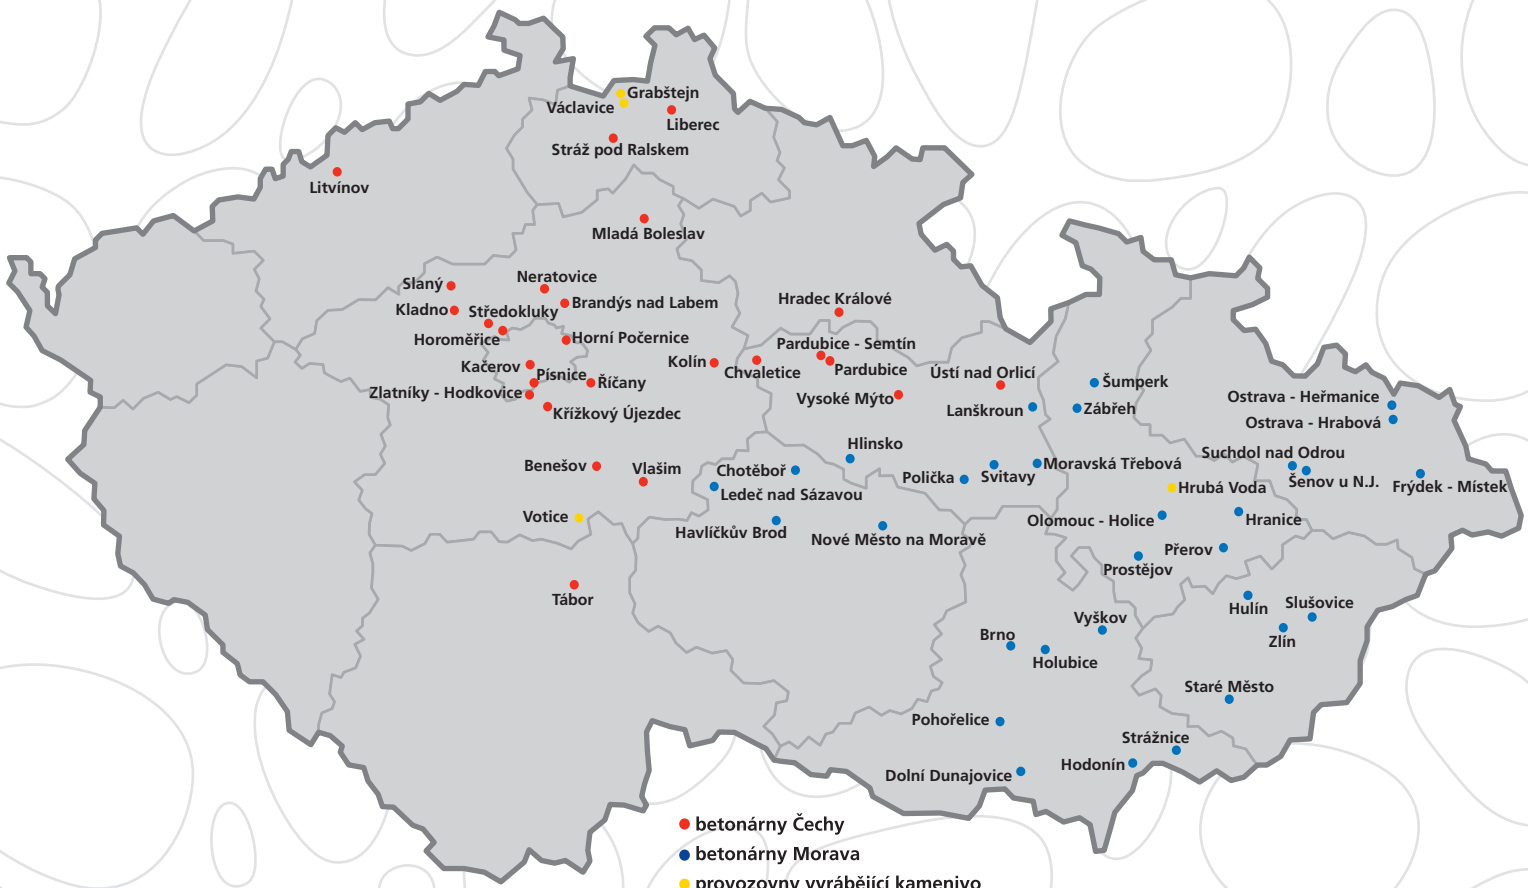 Grabštejn
Václavice
Liberec
Stráž pod Ralskem
Litvínov
Mladá Boleslav
Neratovice
Slaný
Hradec Králové
Brandýs nad Labem
Kladno
Středokluky
Horoměřice
Horní Počernice
Pardubice - Semtín
Kolín
Kačerov
Chvaletice
Pardubice
Ústí nad Orlicí
Písnice
Říčany
Šumperk
Zlatníky - Hodkovice
Vysoké Mýto
Ostrava - Heřmanice
Křížkový Újezdec
Lanškroun
Zábřeh
Ostrava - Hrabová
Hlinsko
Suchdol nad Odrou
Benešov
Vlašim
Chotěboř
Moravská Třebová
Polička
Svitavy
Šenov u N.J.
Frýdek - Místek
Hrubá Voda
Ledeč nad Sázavou
Votice
Olomouc - Holice
Hranice
Havlíčkův Brod
Nové Město na Moravě
Přerov
Prostějov
Tábor
Slušovice
Hulín
Vyškov
Brno
Zlín
Holubice
Staré Město
Pohořelice
Strážnice
Hodonín
Dolní Dunajovice
betonárny Čechy
betonárny Morava
provozovny vyrábějící kamenivo